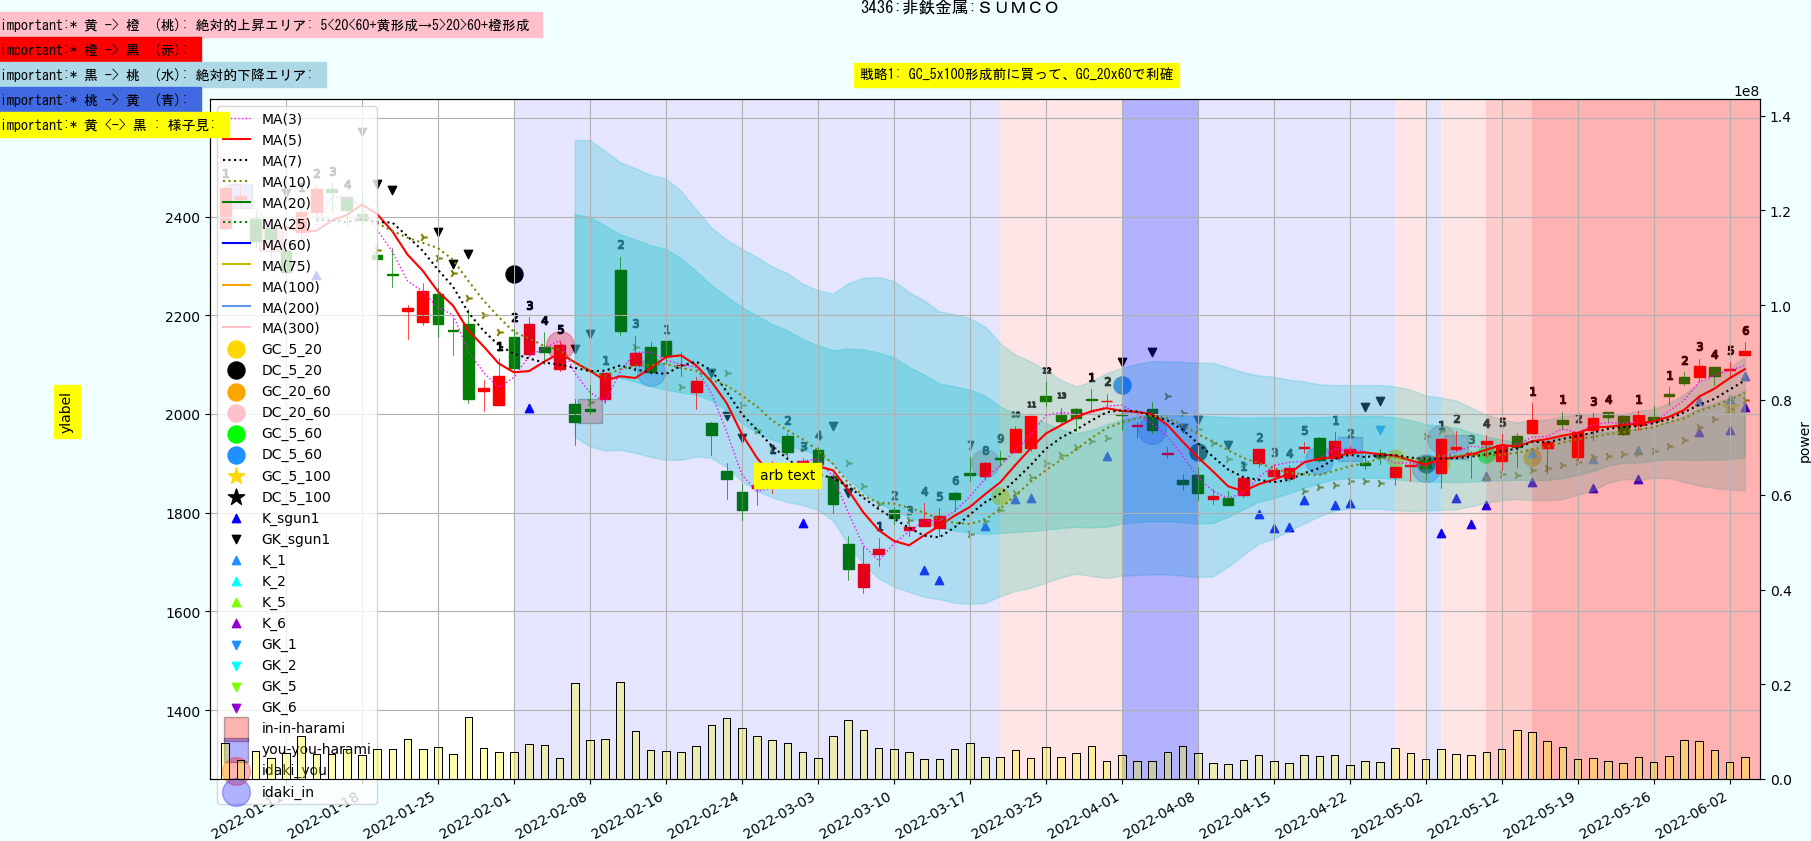 3436:非鉄金属:ＳＵＭＣＯ
important:* 黄 -> 橙 (桃): 絶対的上昇エリア: 5<20<60+黄形成→5>20>60+橙形成
important:* 橙 -> 黒 (赤):
important:* 黒 -> 桃 (水): 絶対的下降エリア:
important:* 桃 -> 黄 (青):
important:* 黄 <-> 黒 : 様子見:
戦略1: GC_5x100形成前に買って、GC_20x60で利確
1e8
MA(3)
MA(5)
MA(7)
MA(10)
MA(20)
MA(25)
MA(60)
MA(75)
MA(100)
MA(200)
MA(300)
GC_5_20
DC_5_20
GC_20_60
DC_20_60
GC_5_60
DC_5_60
GC_5_100
DC_5_100
K_sgun1
GK_sgun1
K_1
K_2
K_5
K_6
GK_1
GK_2
GK_5
GK_6
in-in-harami
you-you-harami
idaki_you
idaki_in
ylabel
2400
2200
2000
1800
1600
1400
arb text
1.4
1.2
1.0
0.8
0.6
0.4
0.2
0.0
power
2022-01-11
2022-01-18
2022-01-25
2022-02-01
2022-02-08
2022-02-16
2022-02-24
2022-03-03
2022-03-10
2022-03-17
2022-03-25
2022-04-01
2022-04-08
2022-04-15
2022-04-22
2022-05-02
2022-05-12
2022-05-19
2022-05-26
2022-06-02